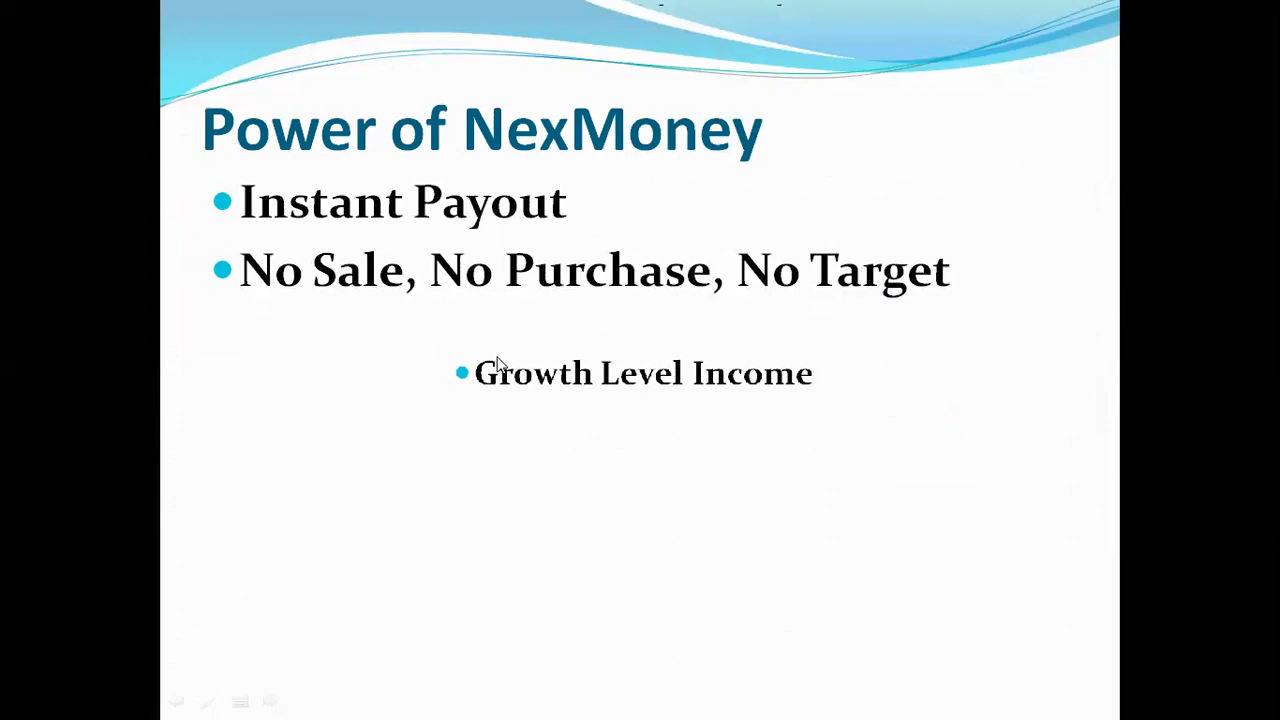 Power of NexMoney
Instant Payout
No Sale, No Purchase, No Target
Growth Level Income